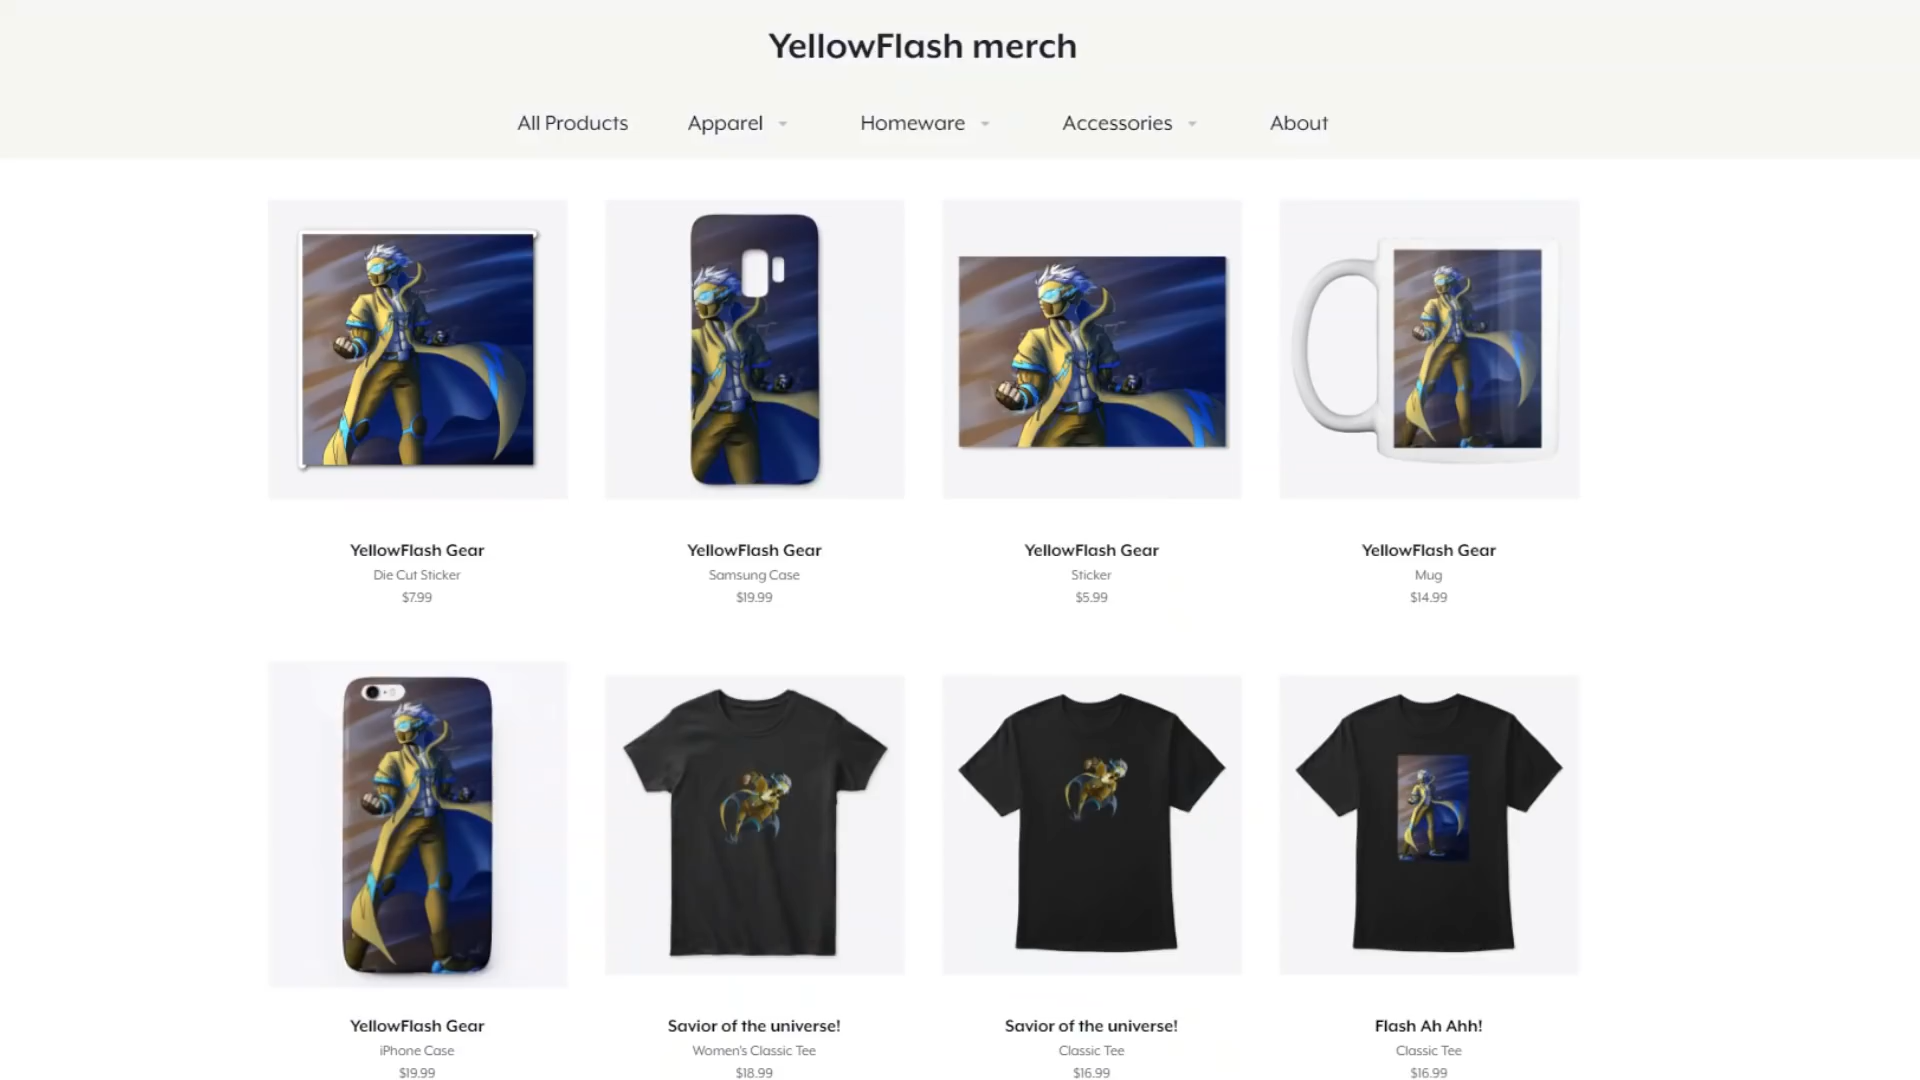 YellowFlash merch
All Products Apparel Homeware Accessories About
YellowFlash Gear
Die Cut Sticker
$7.99
YellowFlash Gear
Samsung Case
$19.99
YellowFlash Gear
Sticker
$5.99
YellowFlash Gear
Mug
$14.99
YellowFlash Gear
iPhone Case
$19.99
Savior of the universe!
Women's Classic Tee
$18.99
Savior of the universe!
Classic Tee
$16.99
Flash Ah Ahh!
Classic Tee
$16.99